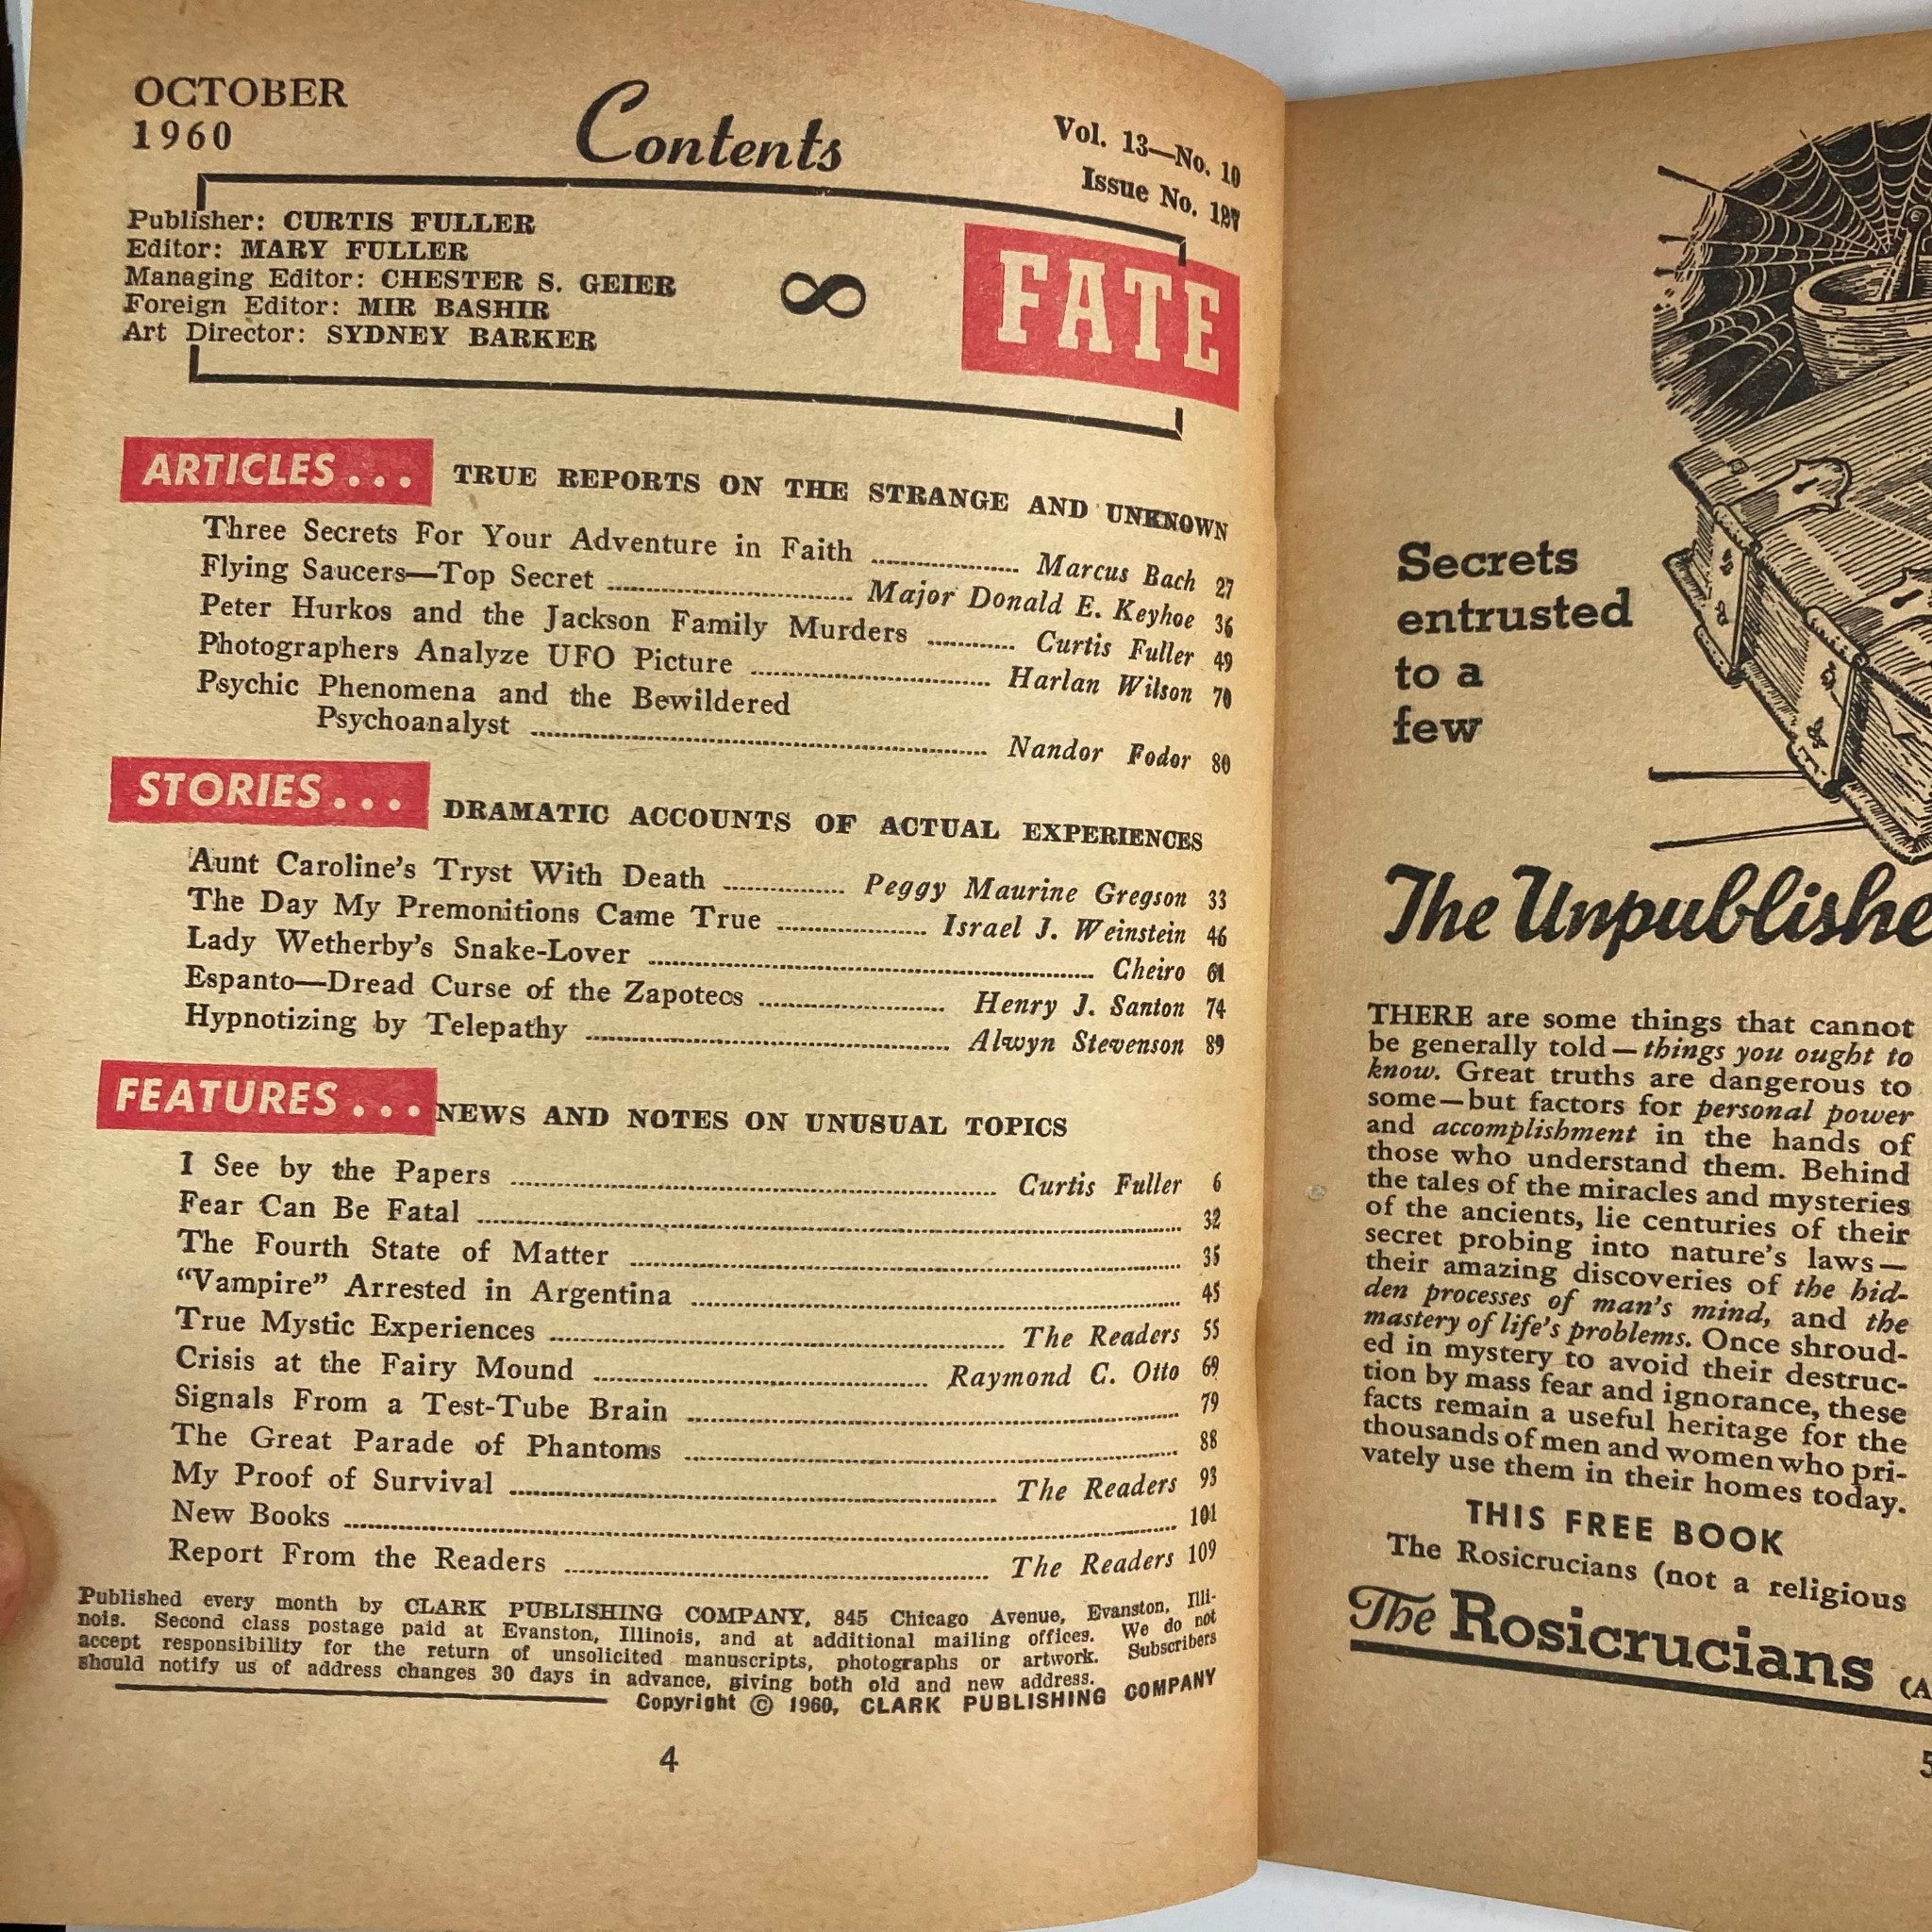 OCTOBER
1960
Contents
Vol. 13—No. 10
Issue No. 127
Publisher: CURTIS FULLER
Editor: MARY FULLER
Managing Editor: CHESTER S. GEIER
Foreign Editor: MIR BASHIR
Art Director: SYDNEY BARKER
∞
FATE
ARTICLES... TRUE REPORTS ON THE STRANGE AND UNKNOWN
Three Secrets For Your Adventure in Faith ................ Marcus Bach 27
Flying Saucers—Top Secret ................ Major Donald E. Keyhoe 36
Peter Hurkos and the Jackson Family Murders ................ Curtis Fuller 49
Photographers Analyze UFO Picture ................ Harlan Wilson 70
Psychic Phenomena and the Bewildered
Psychoanalyst ................ Nandor Fodor 80
STORIES... DRAMATIC ACCOUNTS OF ACTUAL EXPERIENCES
Aunt Caroline's Tryst With Death ................ Peggy Maurine Gregson 33
The Day My Premonitions Came True ................ Israel J. Weinstein 46
Lady Wetherby's Snake-Lover ................ Cheiro 61
Espanto—Dread Curse of the Zapotecs ................ Henry J. Santon 74
Hypnotizing by Telepathy ................ Alwyn Stevenson 89
FEATURES... NEWS AND NOTES ON UNUSUAL TOPICS
I See by the Papers ................ Curtis Fuller 6
Fear Can Be Fatal ................ 32
The Fourth State of Matter ................ 35
"Vampire" Arrested in Argentina ................ 45
True Mystic Experiences ................ The Readers 55
Crisis at the Fairy Mound ................ Raymond C. Otto 69
Signals From a Test-Tube Brain ................ 79
The Great Parade of Phantoms ................ 88
My Proof of Survival ................ The Readers 93
New Books ................ 101
Report From the Readers ................ The Readers 109
Published every month by CLARK PUBLISHING COMPANY, 845 Chicago Avenue, Evanston, Illi-
nois. Second class postage paid at Evanston, Illinois, and at additional mailing offices. We do not
accept responsibility for the return of unsolicited manuscripts, photographs or artwork. Subscribers
should notify us of address changes 30 days in advance, giving both old and new address.
Copyright © 1960, CLARK PUBLISHING COMPANY
4
Secrets
entrusted
to a
few
The Unpublishe
THERE are some things that cannot
be generally told—things you ought to
know. Great truths are dangerous to
some—but factors for personal power
and accomplishment in the hands of
those who understand them. Behind
the tales of the miracles and mysteries
of the ancients, lie centuries of their
secret probing into nature's laws—
their amazing discoveries of the hid-
den processes of man's mind, and the
mastery of life's problems. Once shroud-
ed in mystery to avoid their destruc-
tion by mass fear and ignorance, these
facts remain a useful heritage for the
thousands of men and women who pri-
vately use them in their homes today.
THIS FREE BOOK
The Rosicrucians (not a religious
The Rosicrucians (A
5